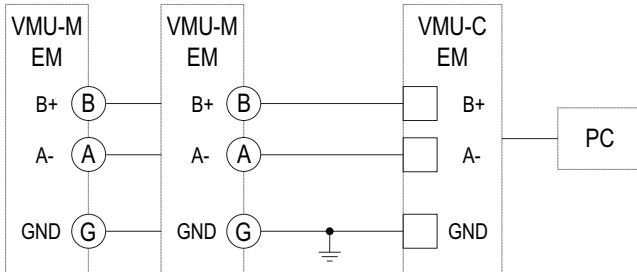 VMU-M
EM
B+ B
A- A
GND G
VMU-M
EM
B+ B
A- A
GND G
VMU-C
EM
B+
A-
GND
PC